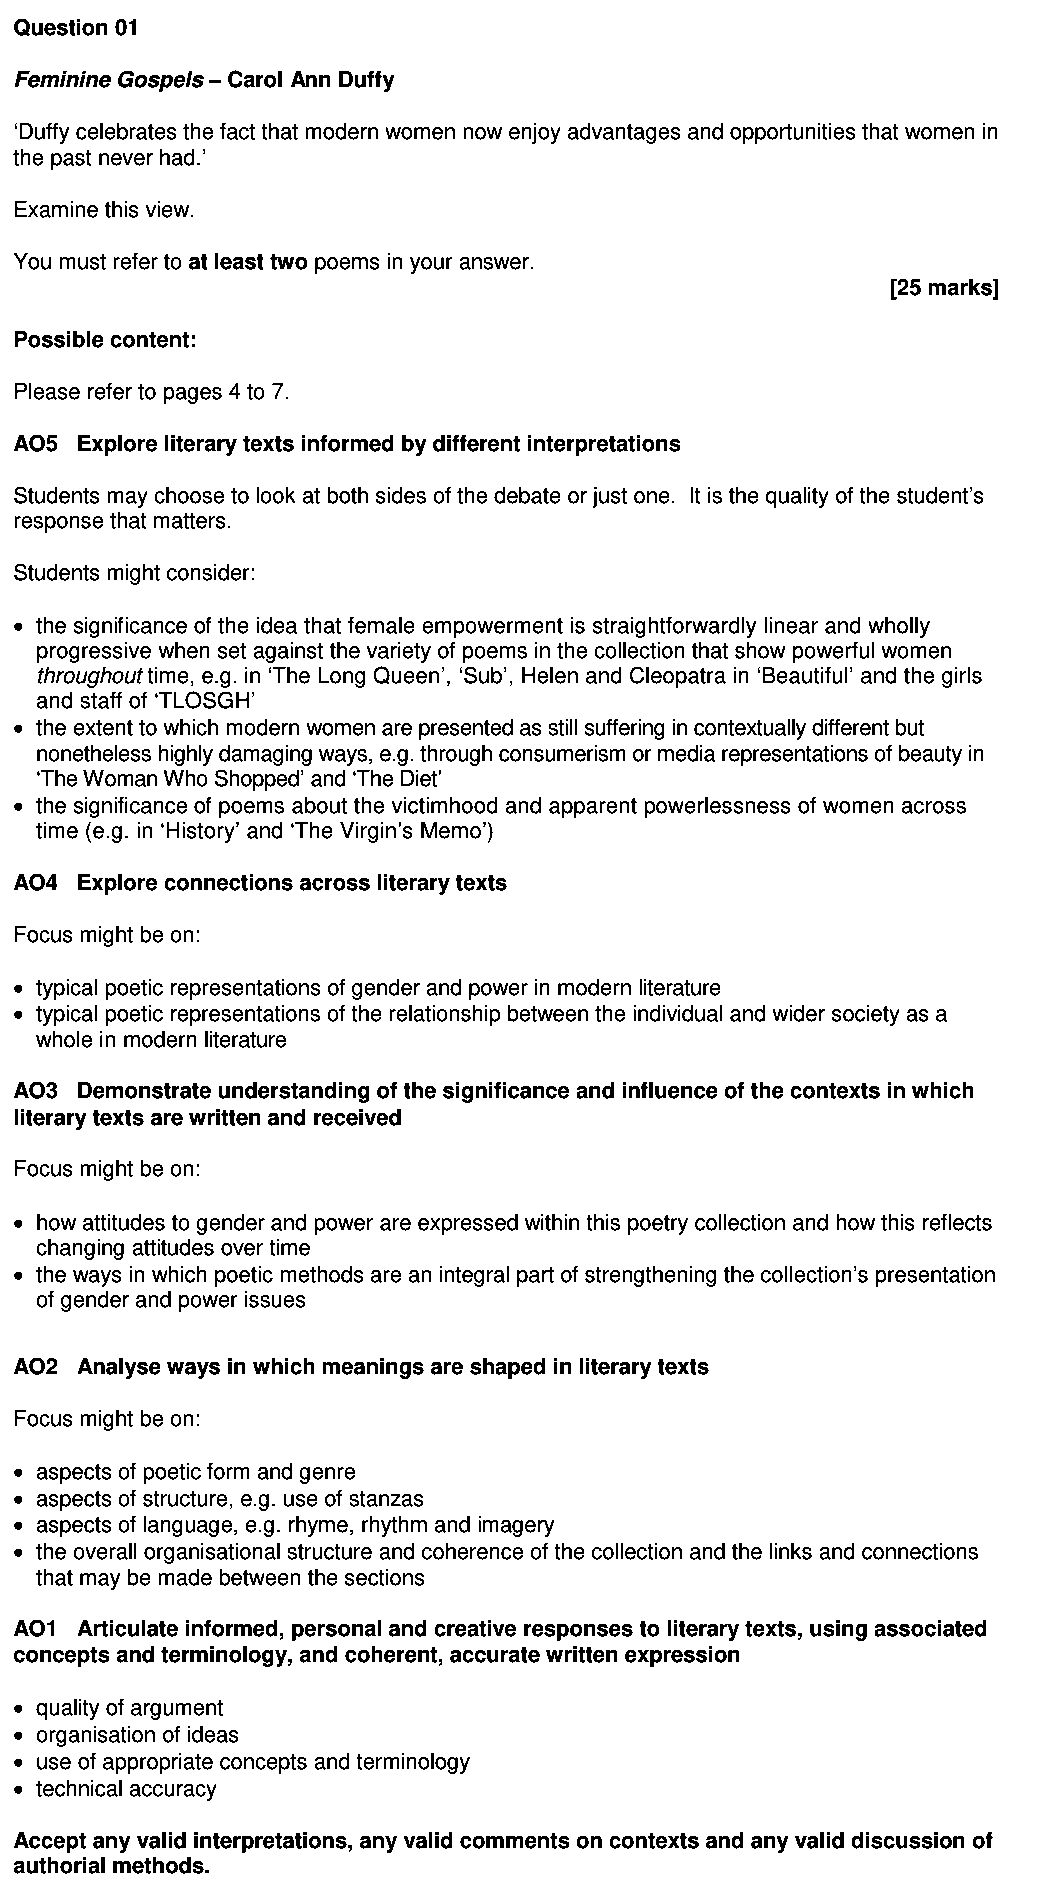 Question 01
Feminine Gospels – Carol Ann Duffy
‘Duffy celebrates the fact that modern women now enjoy advantages and opportunities that women in
the past never had.’
Examine this view.
You must refer to at least two poems in your answer.
[25 marks]
Possible content:
Please refer to pages 4 to 7.
AO5 Explore literary texts informed by different interpretations
Students may choose to look at both sides of the debate or just one. It is the quality of the student’s
response that matters.
Students might consider:
• the significance of the idea that female empowerment is straightforwardly linear and wholly
progressive when set against the variety of poems in the collection that show powerful women
throughout time, e.g. in ‘The Long Queen’, ‘Sub’, Helen and Cleopatra in ‘Beautiful’ and the girls
and staff of ‘TLOSGH’
• the extent to which modern women are presented as still suffering in contextually different but
nonetheless highly damaging ways, e.g. through consumerism or media representations of beauty in
‘The Woman Who Shopped’ and ‘The Diet’
• the significance of poems about the victimhood and apparent powerlessness of women across
time (e.g. in ‘History’ and ‘The Virgin’s Memo’)
AO4 Explore connections across literary texts
Focus might be on:
• typical poetic representations of gender and power in modern literature
• typical poetic representations of the relationship between the individual and wider society as a
whole in modern literature
AO3 Demonstrate understanding of the significance and influence of the contexts in which
literary texts are written and received
Focus might be on:
• how attitudes to gender and power are expressed within this poetry collection and how this reflects
changing attitudes over time
• the ways in which poetic methods are an integral part of strengthening the collection’s presentation
of gender and power issues
AO2 Analyse ways in which meanings are shaped in literary texts
Focus might be on:
• aspects of poetic form and genre
• aspects of structure, e.g. use of stanzas
• aspects of language, e.g. rhyme, rhythm and imagery
• the overall organisational structure and coherence of the collection and the links and connections
that may be made between the sections
AO1 Articulate informed, personal and creative responses to literary texts, using associated
concepts and terminology, and coherent, accurate written expression
• quality of argument
• organisation of ideas
• use of appropriate concepts and terminology
• technical accuracy
Accept any valid interpretations, any valid comments on contexts and any valid discussion of
authorial methods.